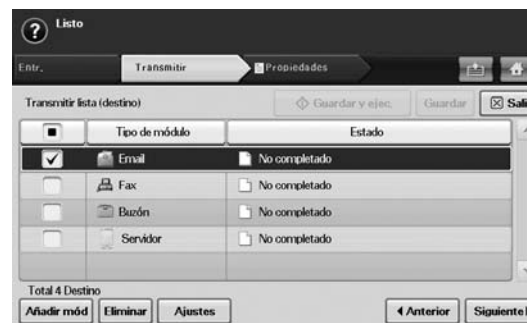 Listo
Entr. Transmitir Propiedades
Transmitir lista (destino) Guardar y ejec. Guardar Sali
Tipo de módulo Estado
Email No completado
Fax No completado
Buzón No completado
Servidor No completado
Total 4 Destino
Añadir mód Eliminar Ajustes Anterior Siguiente